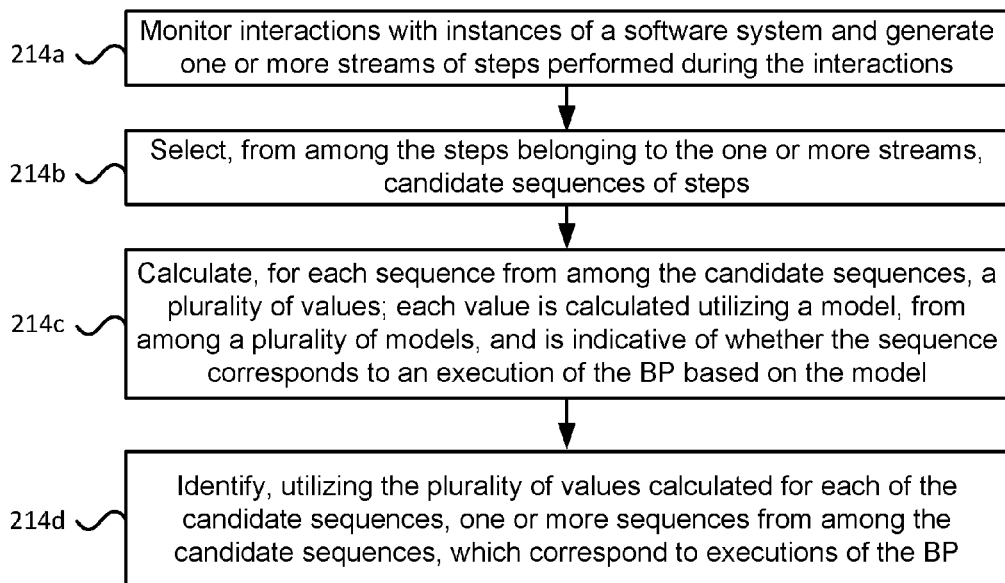 214a
Monitor interactions with instances of a software system and generate
one or more streams of steps performed during the interactions
214b
Select, from among the steps belonging to the one or more streams,
candidate sequences of steps
214c
Calculate, for each sequence from among the candidate sequences, a
plurality of values; each value is calculated utilizing a model, from
among a plurality of models, and is indicative of whether the sequence
corresponds to an execution of the BP based on the model
214d
Identify, utilizing the plurality of values calculated for each of the
candidate sequences, one or more sequences from among the
candidate sequences, which correspond to executions of the BP